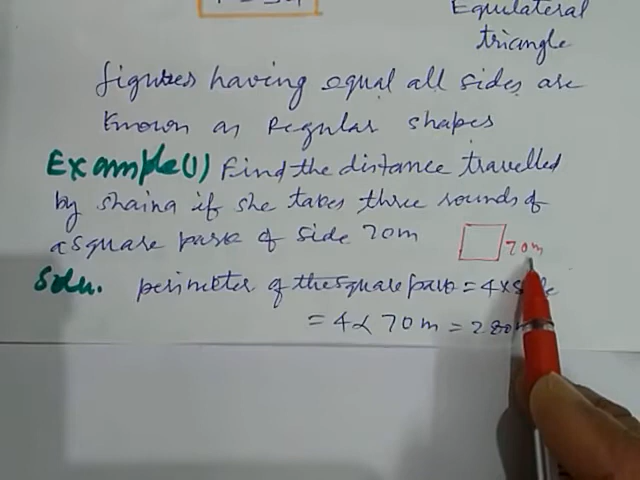 Equilateral
triangle
figures having equal all sides are
known as Regular shapes
Example(1) Find the distance travelled
by shaina if she takes three rounds of
a square park of side 70m
70m
Solu. perimeter of the square park = 4×side
= 4× 70m = 280m